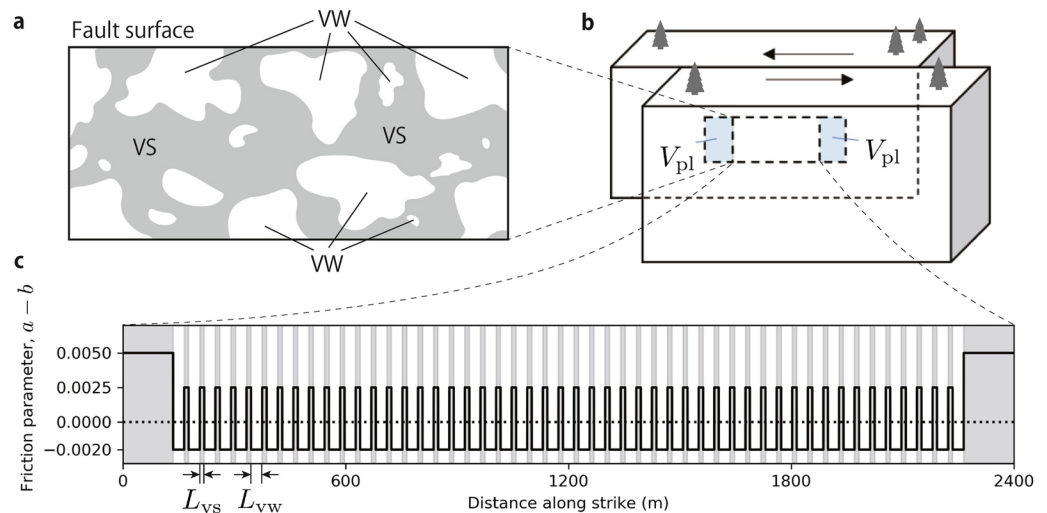 a
Fault surface
VW
VS
VS
VW
b
V_pl
V_pl
c
Friction parameter, a − b
0.0050
0.0025
0.0000
−0.0020
0
600
1200
1800
2400
L_vs
L_vw
Distance along strike (m)